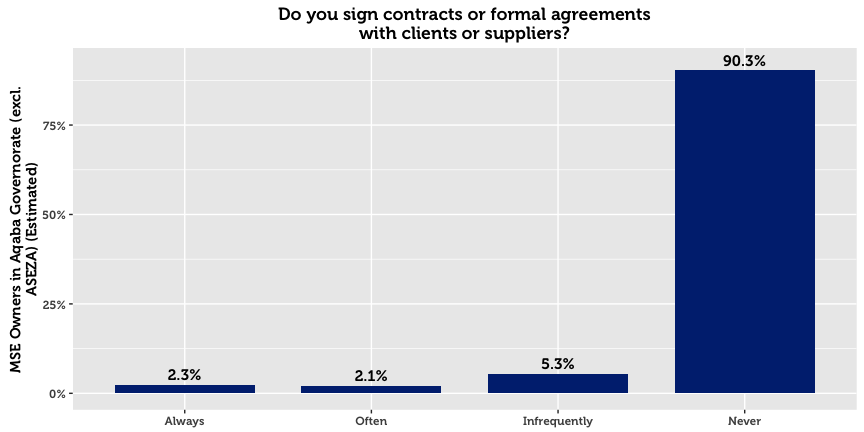 Do you sign contracts or formal agreements
with clients or suppliers?
MSE Owners in Aqaba Governorate (excl.
ASEZA) (Estimated)
75%
50%
25%
0%
2.3%
2.1%
5.3%
90.3%
Always
Often
Infrequently
Never